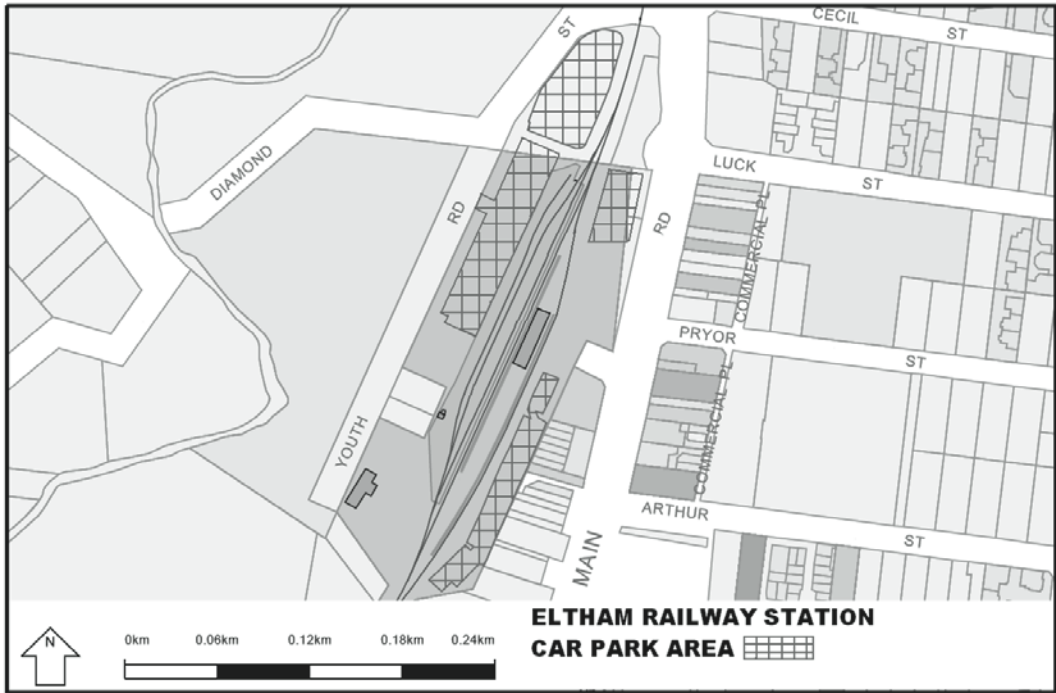 CECIL ST
ST
DIAMOND
LUCK ST
RD
RD
COMMERCIAL PL
PRYOR ST
COMMERCIAL PL
YOUTH
ARTHUR ST
MAIN
N
0km 0.06km 0.12km 0.18km 0.24km
ELTHAM RAILWAY STATION
CAR PARK AREA